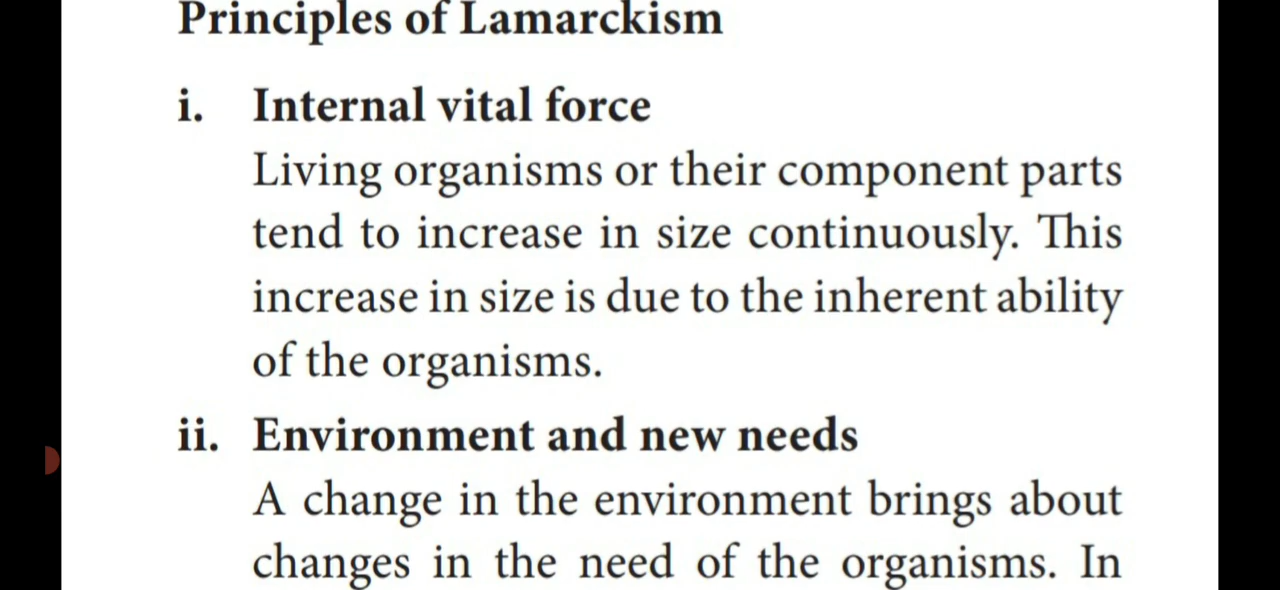 Principles of Lamarckism
i. Internal vital force
Living organisms or their component parts
tend to increase in size continuously. This
increase in size is due to the inherent ability
of the organisms.
ii. Environment and new needs
A change in the environment brings about
changes in the need of the organisms. In